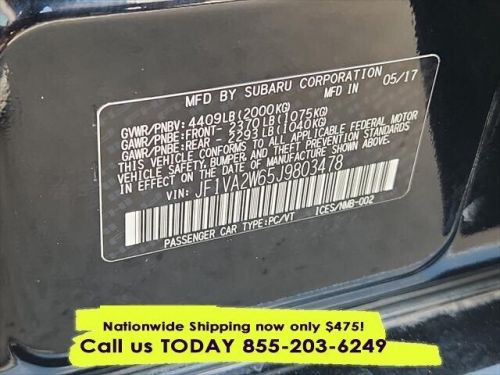 MFD BY SUBARU CORPORATION
MFD IN 05/17
GVWR/PNBV: 4409LB(2000KG)
GAWR/PNBE:FRONT- 2370LB(1075KG)
GAWR/PNBE:REAR - 2293LB(1040KG)
THIS VEHICLE CONFORMS TO ALL APPLICABLE FEDERAL MOTOR
VEHICLE SAFETY, BUMPER, AND THEFT PREVENTION STANDARDS
IN EFFECT ON THE DATE OF MANUFACTURE SHOWN ABOVE.
VIN: JF1VA2W65J9803478
PASSENGER CAR TYPE:PC/VT ICES/NMB-002
Nationwide Shipping now only $475!
Call us TODAY 855-203-6249